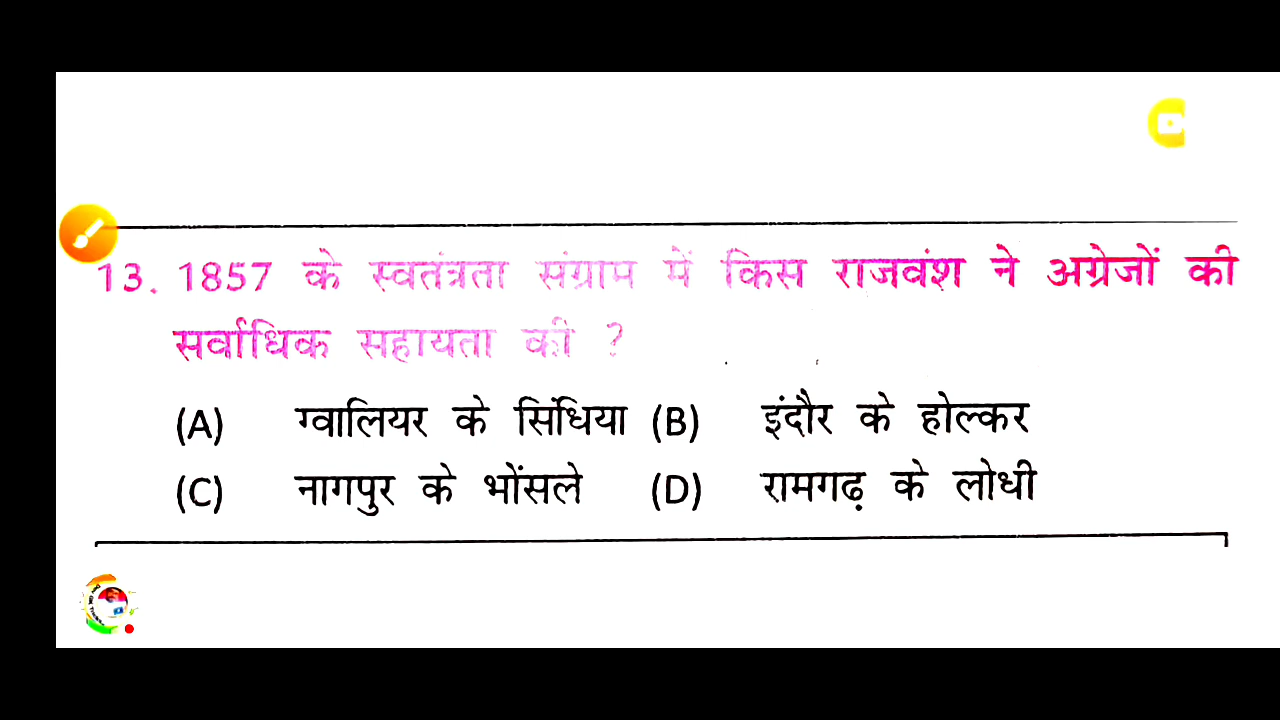 13. 1857 के स्वतंत्रता संग्राम में किस राजवंश ने अग्रेजों की
सर्वाधिक सहायता की ?
(A) ग्वालियर के सिंधिया (B) इंदौर के होल्कर
(C) नागपुर के भोंसले (D) रामगढ़ के लोधी